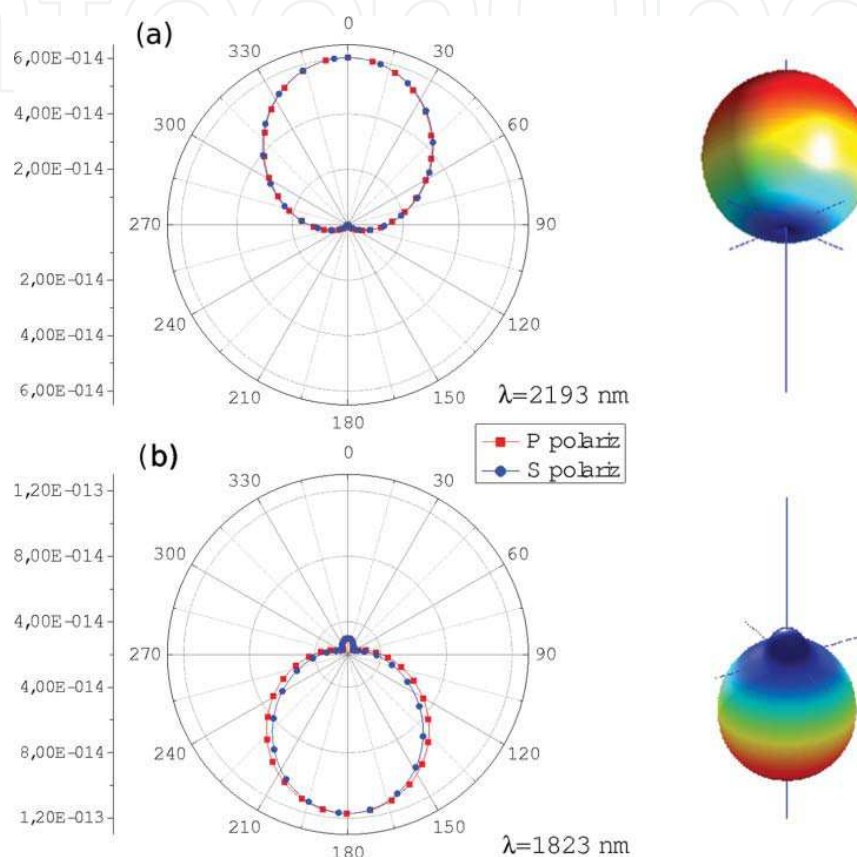 (a)
0
330
30
6,00E-014
4,00E-014
300
60
2,00E-014
270
90
2,00E-014
240
120
4,00E-014
6,00E-014
210
150
λ=2193 nm
180
P polariz
S polariz
(b)
0
330
30
1,20E-013
8,00E-014
300
60
4,00E-014
270
90
4,00E-014
240
120
8,00E-014
1,20E-013
210
150
λ=1823 nm
180